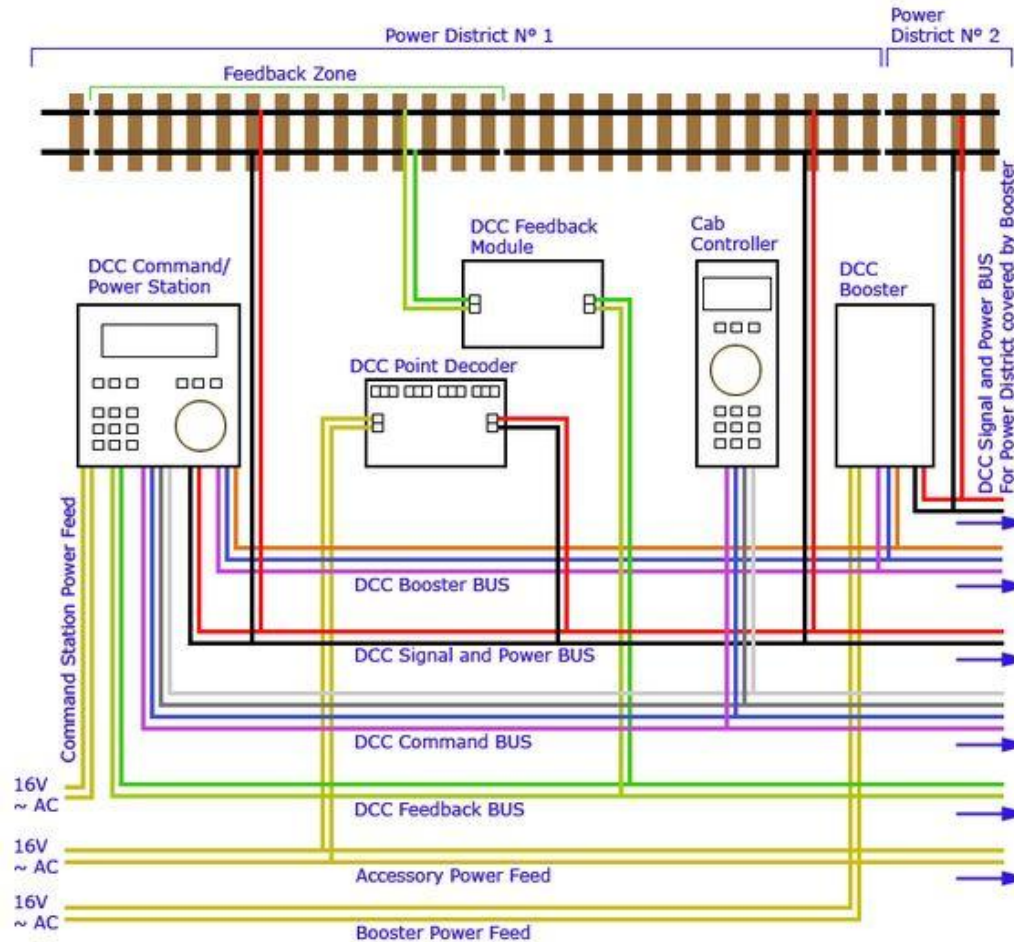 Power District N° 1
Power
District N° 2
Feedback Zone
DCC Command/
Power Station
DCC Feedback
Module
Cab
Controller
DCC
Booster
DCC Signal and Power BUS
For Power District covered by Booster
DCC Point Decoder
Command Station Power Feed
DCC Booster BUS
DCC Signal and Power BUS
DCC Command BUS
16V
~ AC
DCC Feedback BUS
16V
~ AC
Accessory Power Feed
16V
~ AC
Booster Power Feed